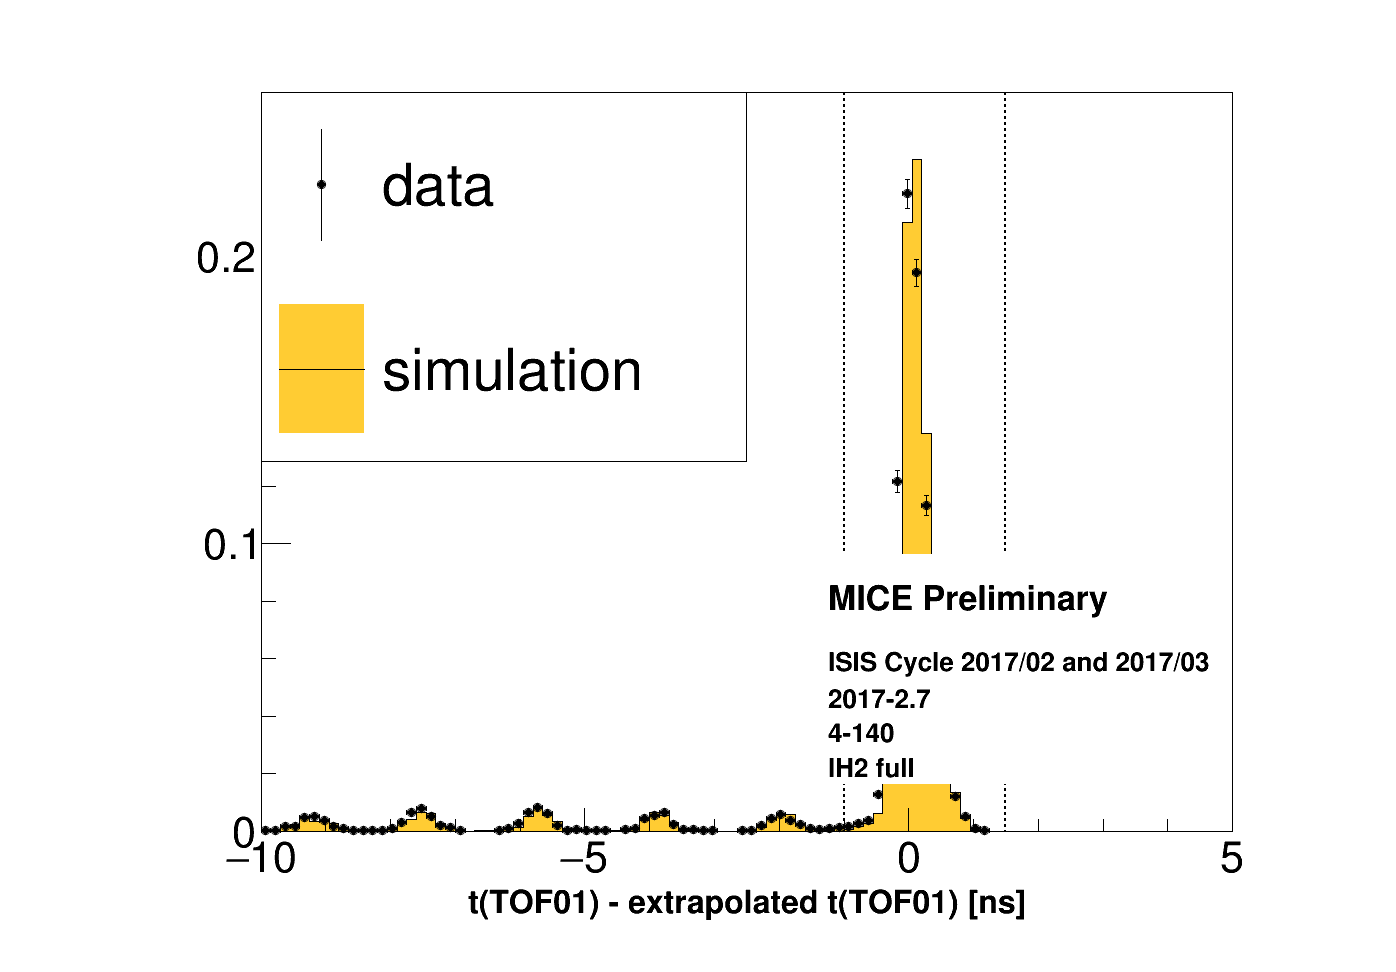 data
simulation
0.2
0.1
0
MICE Preliminary
ISIS Cycle 2017/02 and 2017/03
2017-2.7
4-140
IH2 full
−10 −5 0 5
t(TOF01) - extrapolated t(TOF01) [ns]